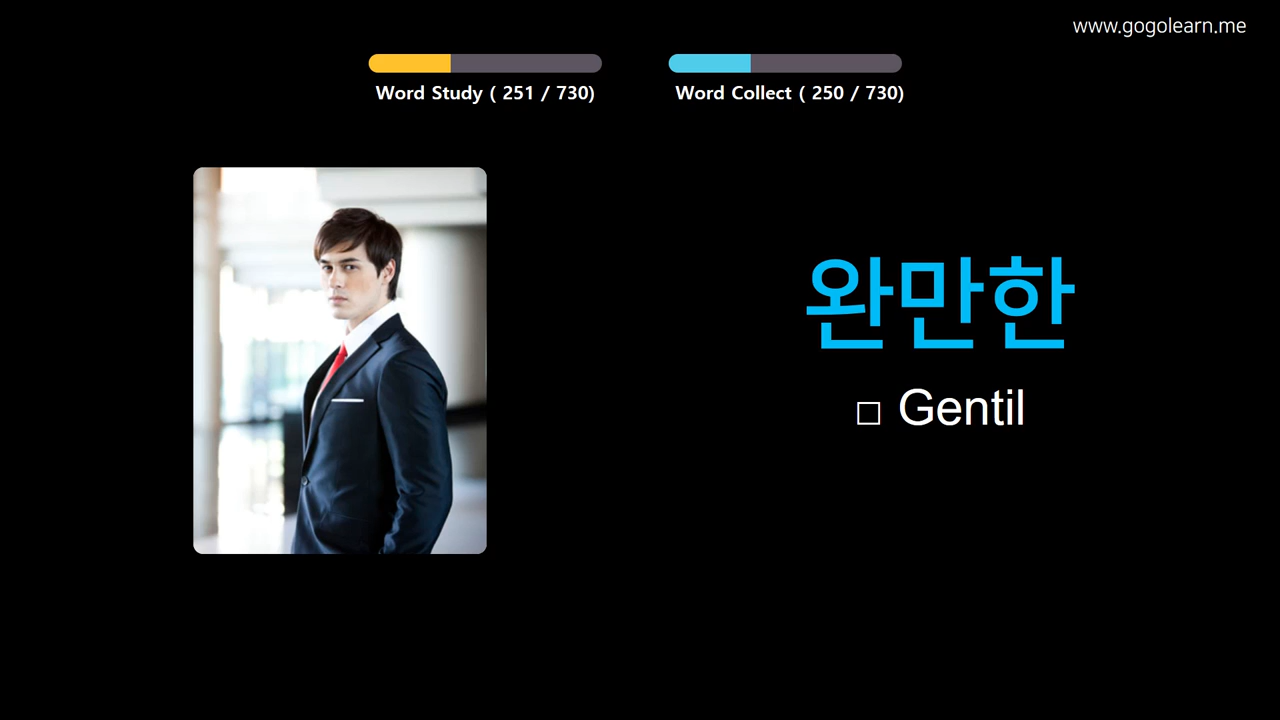 www.gogolearn.me
Word Study ( 251 / 730)
Word Collect ( 250 / 730)
완만한
□ Gentil